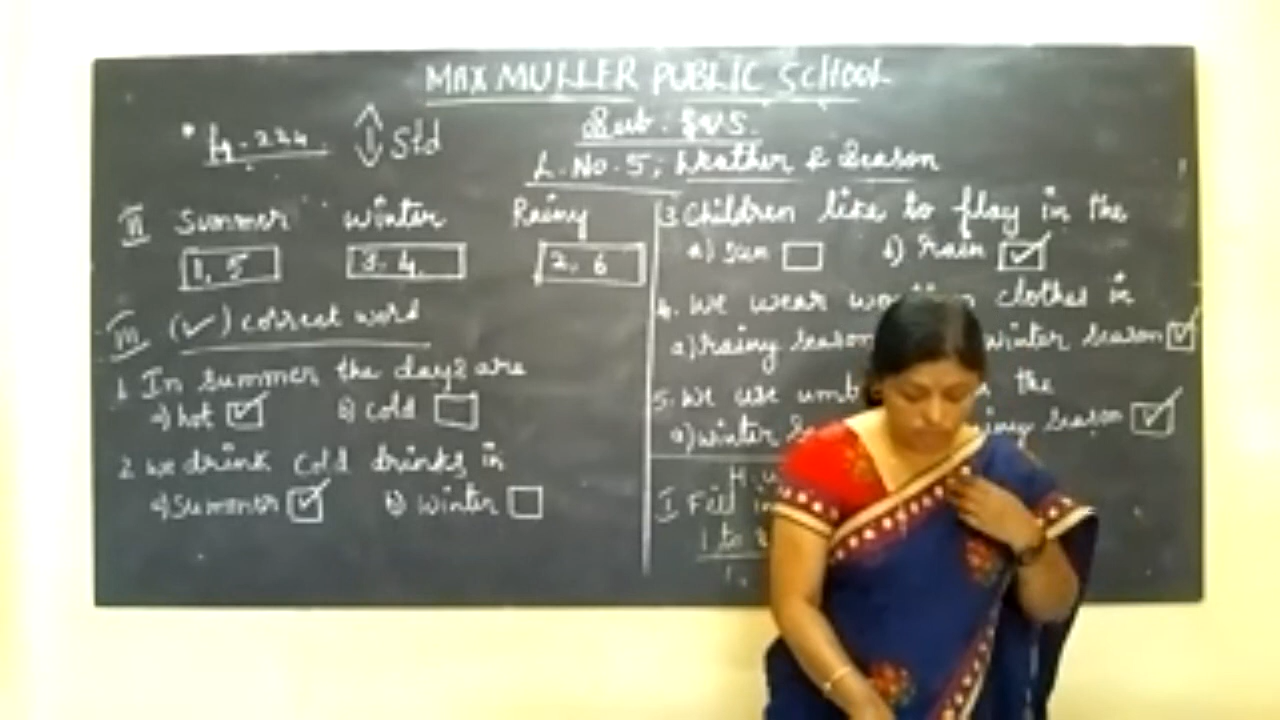 MAX MULLER PUBLIC SCHOOL
I Std
Sub: EVS.
L. No. 5; Weather & Season
II Summer Winter Rainy
1, 5 3, 4. 2, 6
III (✓) correct word
1. In summer the days are
a) hot ✓ b) cold
2. we drink cold drinks in
a) Summer ✓ b) winter
3. Children like to play in the
a) Sun b) rain ✓
4. We wear clothes in
a) rainy season winter season ✓
5. We use the
a) winter season ✓
H.W
I Fill in
1 to
1.